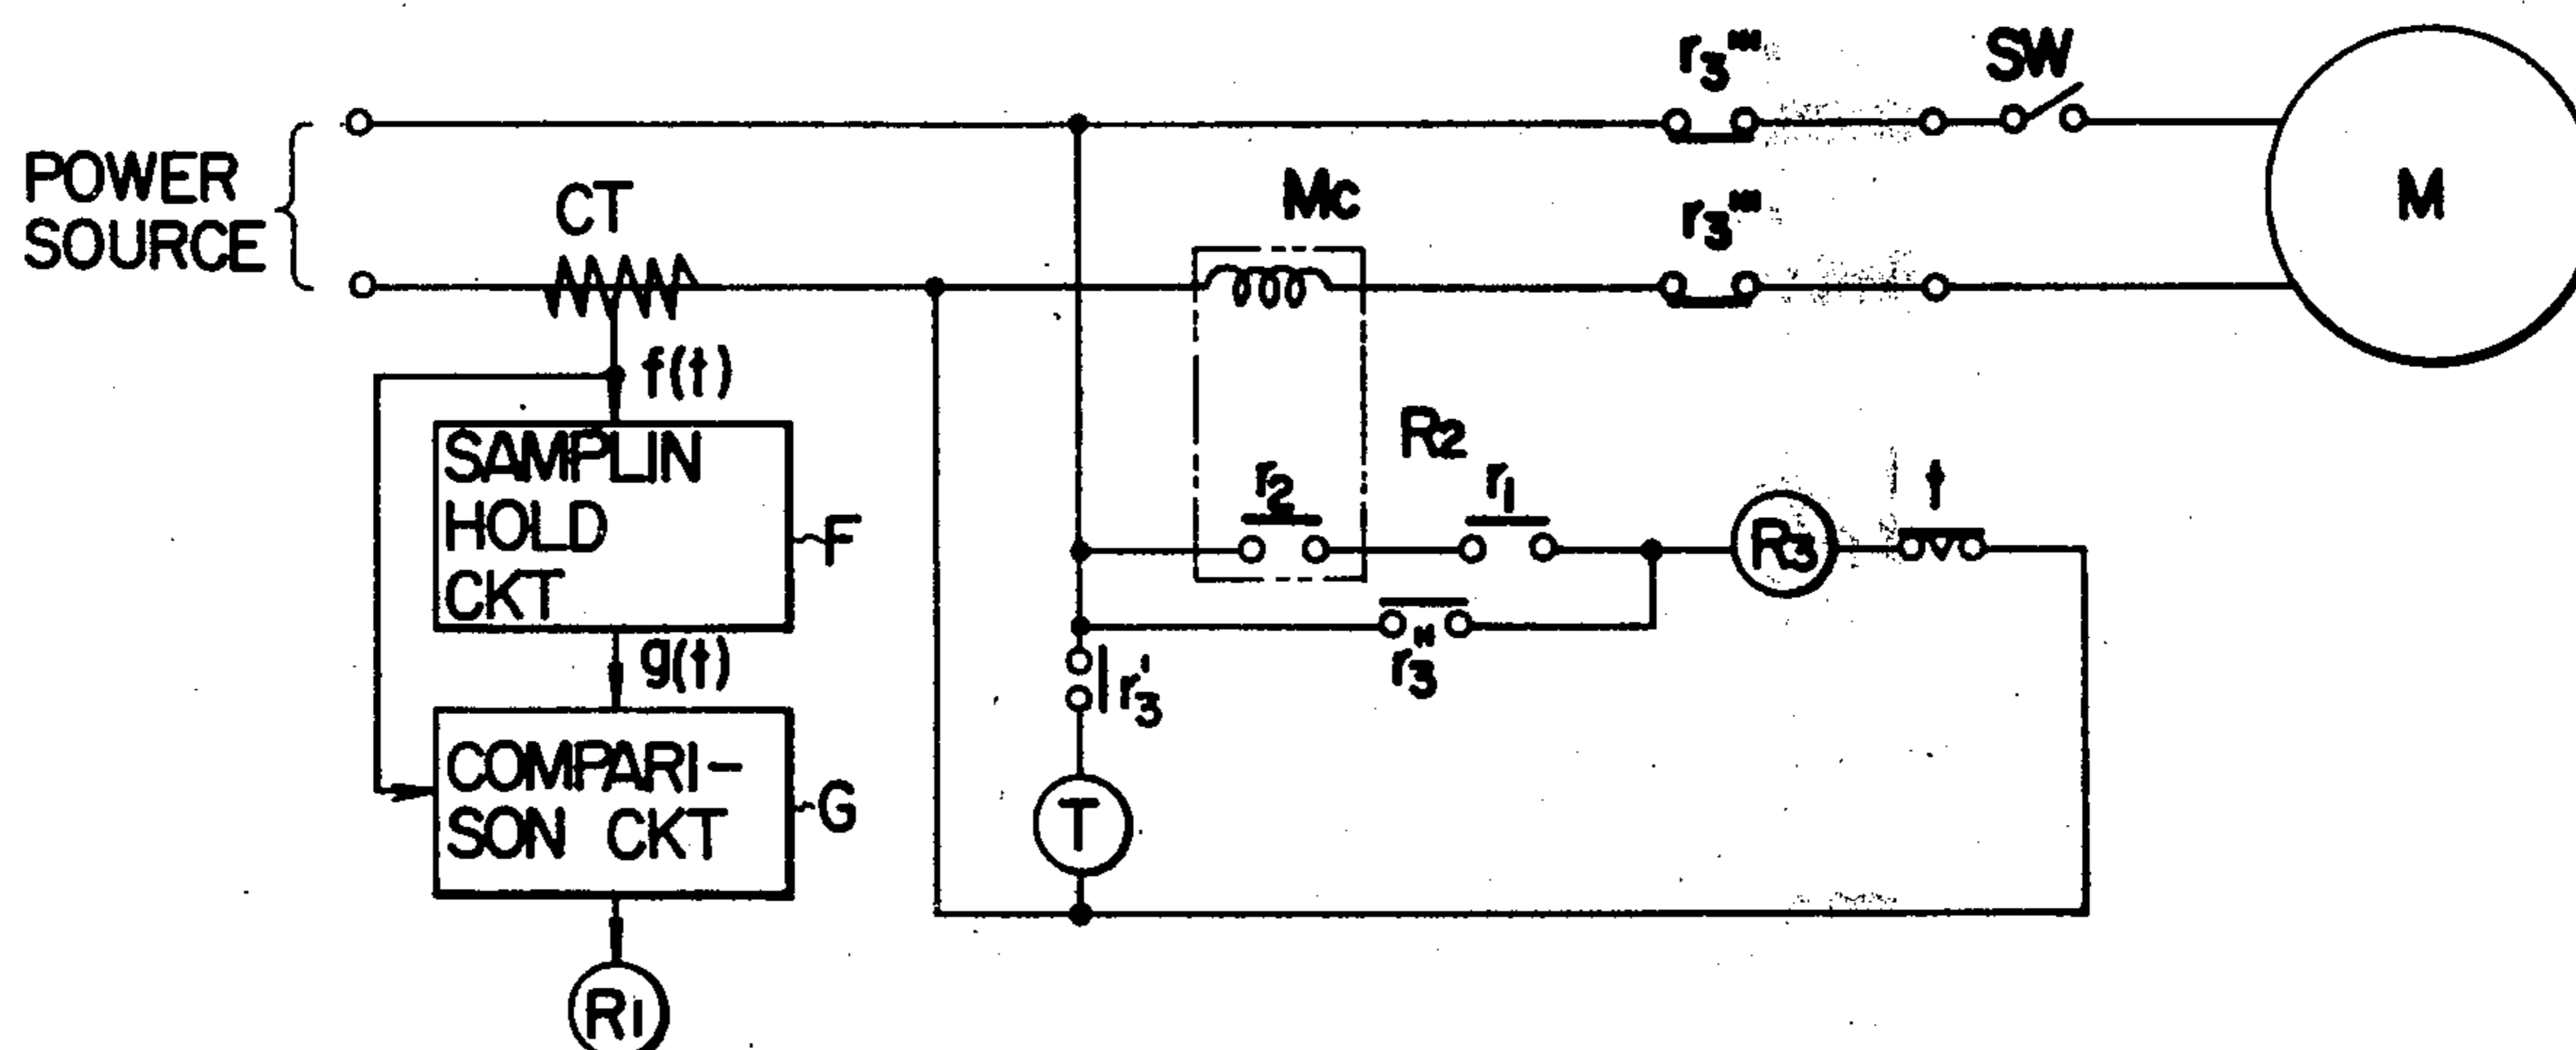 r3'''
SW
POWER
SOURCE
CT
Mc
r3''''
M
f(t)
R2
SAMPLIN
HOLD
CKT
F
r2
r1
R3
t
g(t)
r3''
r3'
COMPARI-
SON CKT
G
T
R1